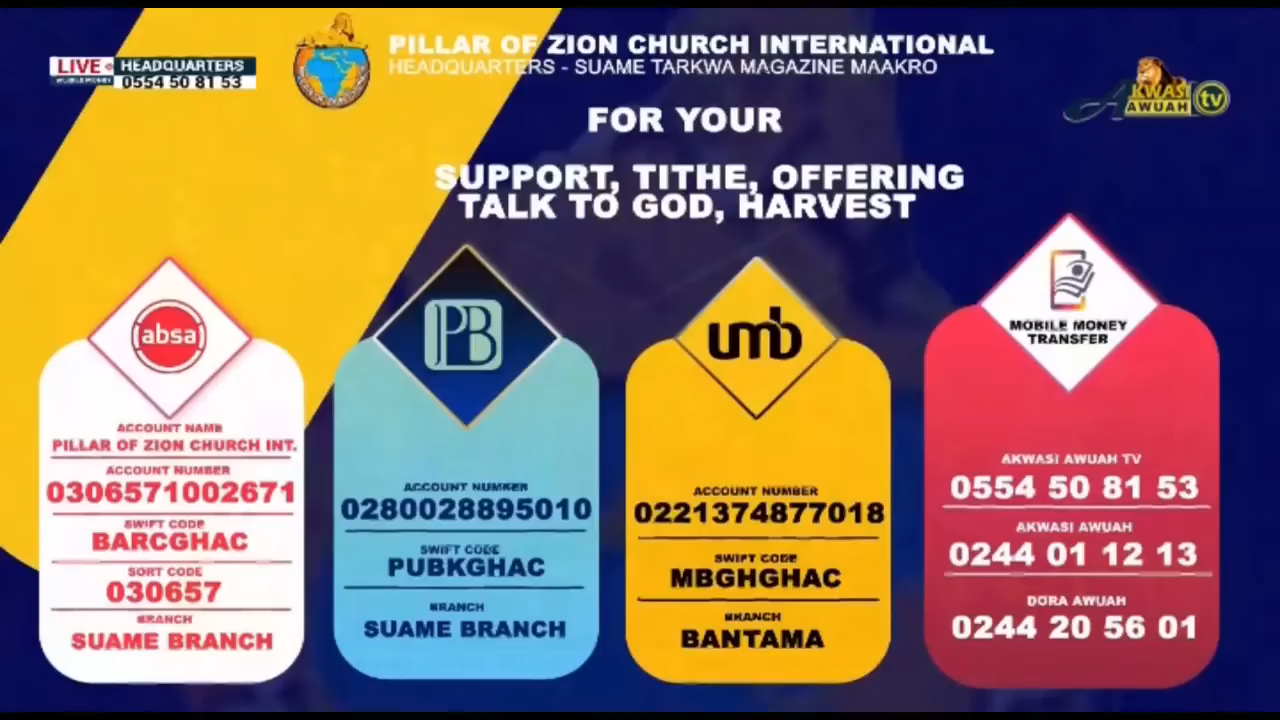 PILLAR OF ZION CHURCH INTERNATIONAL
HEADQUARTERS - SUAME TARKWA MAGAZINE MAAKRO
LIVE
HEADQUARTERS
MOBILE MONEY
0554 50 81 53
AKWASI
AWUAH tv
FOR YOUR
SUPPORT, TITHE, OFFERING
TALK TO GOD, HARVEST
absa
ACCOUNT NAME
PILLAR OF ZION CHURCH INT.
ACCOUNT NUMBER
0306571002671
SWIFT CODE
BARCGHAC
SORT CODE
030657
BRANCH
SUAME BRANCH
PB
ACCOUNT NUMBER
0280028895010
SWIFT CODE
PUBKGHAC
BRANCH
SUAME BRANCH
umb
ACCOUNT NUMBER
0221374877018
SWIFT CODE
MBGHGHAC
BRANCH
BANTAMA
MOBILE MONEY
TRANSFER
AKWASI AWUAH TV
0554 50 81 53
AKWASI AWUAH
0244 01 12 13
DORA AWUAH
0244 20 56 01